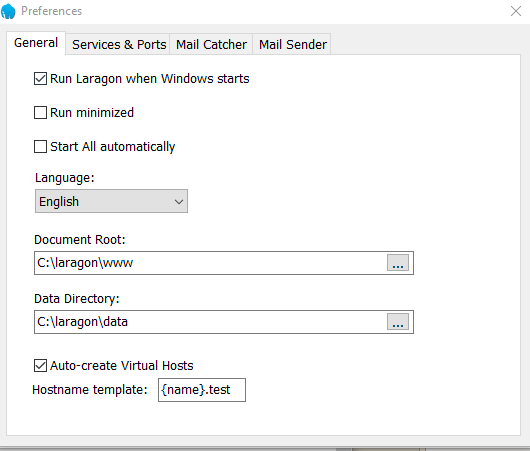 Preferences
General Services & Ports Mail Catcher Mail Sender
Run Laragon when Windows starts
Run minimized
Start All automatically
Language:
English
Document Root:
C:\laragon\www
...
Data Directory:
C:\laragon\data
...
Auto-create Virtual Hosts
Hostname template: {name}.test